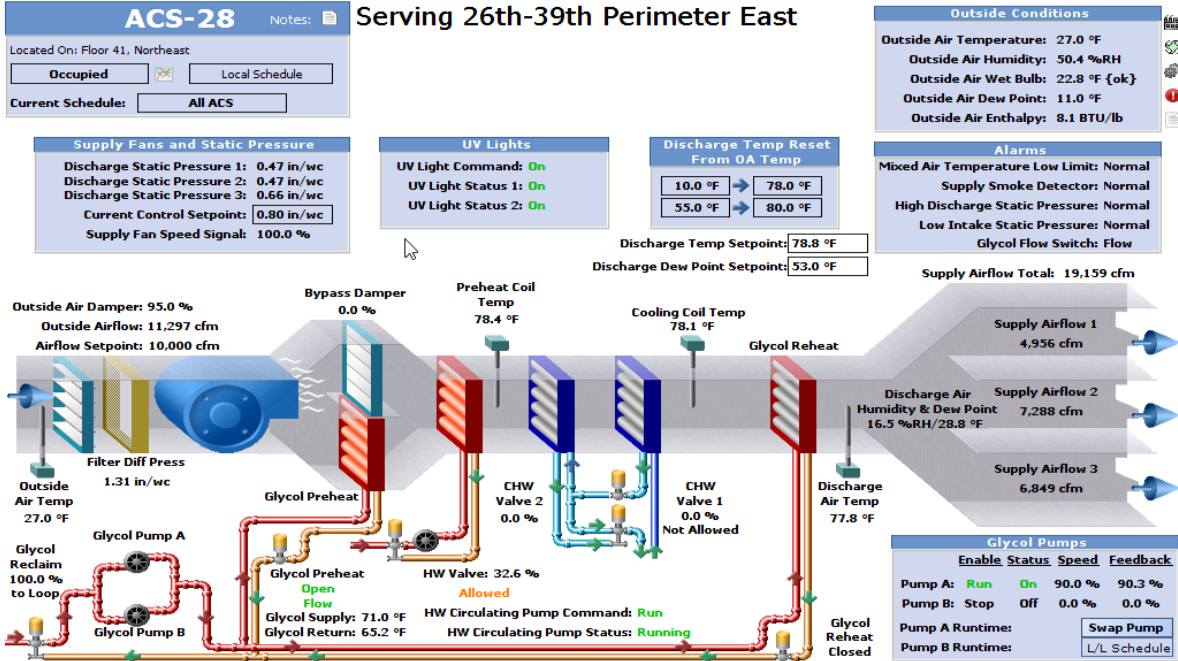 ACS-28 Notes:
Serving 26th-39th Perimeter East
Located On: Floor 41, Northeast
Occupied Local Schedule
Current Schedule: All ACS
Outside Conditions
Outside Air Temperature: 27.0 °F
Outside Air Humidity: 50.4 %RH
Outside Air Wet Bulb: 22.8 °F {ok}
Outside Air Dew Point: 11.0 °F
Outside Air Enthalpy: 8.1 BTU/lb
Supply Fans and Static Pressure
Discharge Static Pressure 1: 0.47 in/wc
Discharge Static Pressure 2: 0.47 in/wc
Discharge Static Pressure 3: 0.66 in/wc
Current Control Setpoint: 0.80 in/wc
Supply Fan Speed Signal: 100.0 %
UV Lights
UV Light Command: On
UV Light Status 1: On
UV Light Status 2: On
Discharge Temp Reset
From OA Temp
10.0 °F 78.0 °F
55.0 °F 80.0 °F
Discharge Temp Setpoint: 78.8 °F
Discharge Dew Point Setpoint: 53.0 °F
Alarms
Mixed Air Temperature Low Limit: Normal
Supply Smoke Detector: Normal
High Discharge Static Pressure: Normal
Low Intake Static Pressure: Normal
Glycol Flow Switch: Flow
Supply Airflow Total: 19,159 cfm
Outside Air Damper: 95.0 %
Outside Airflow: 11,297 cfm
Airflow Setpoint: 10,000 cfm
Bypass Damper
0.0 %
Preheat Coil
Temp
78.4 °F
Cooling Coil Temp
78.1 °F
Glycol Reheat
Supply Airflow 1
4,956 cfm
Discharge Air
Humidity & Dew Point
16.5 %RH/28.8 °F
Supply Airflow 2
7,288 cfm
Supply Airflow 3
6,849 cfm
Filter Diff Press
1.31 in/wc
Outside
Air Temp
27.0 °F
Glycol Preheat
CHW
Valve 2
0.0 %
CHW
Valve 1
0.0 %
Not Allowed
Discharge
Air Temp
77.8 °F
Glycol
Reclaim
100.0 %
to Loop
Glycol Pump A
Glycol Pump B
Glycol Preheat
Open
Flow
Glycol Supply: 71.0 °F
Glycol Return: 65.2 °F
HW Valve: 32.6 %
Allowed
HW Circulating Pump Command: Run
HW Circulating Pump Status: Running
Glycol
Reheat
Closed
Glycol Pumps
Enable Status Speed Feedback
Pump A: Run On 90.0 % 90.3 %
Pump B: Stop Off 0.0 % 0.0 %
Pump A Runtime: Swap Pump
Pump B Runtime: L/L Schedule